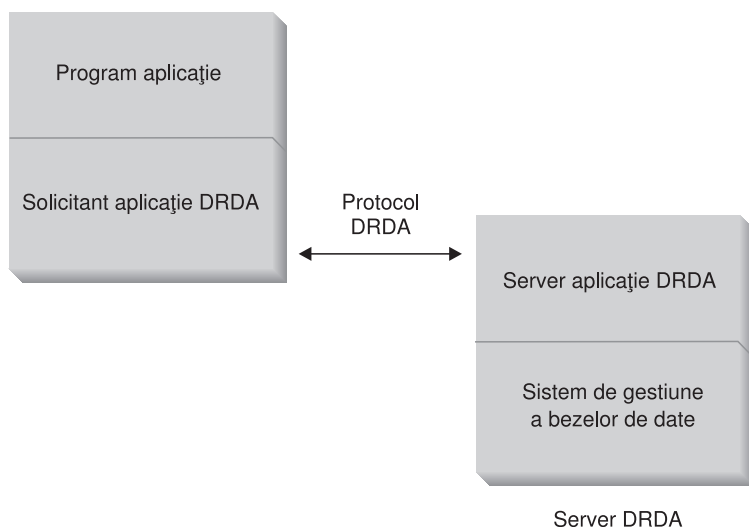 Program aplicaţie
Solicitant aplicaţie DRDA
Protocol
DRDA
Server aplicaţie DRDA
Sistem de gestiune
a bezelor de date
Server DRDA